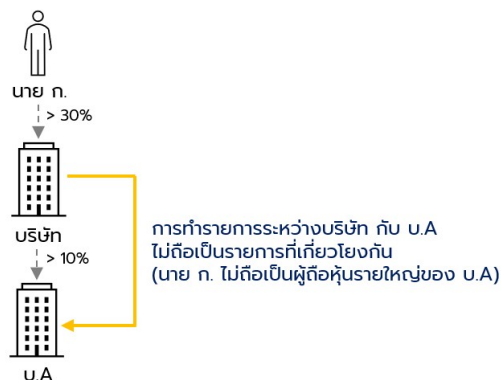 นาย ก.
> 30%
บริษัท
> 10%
บ.A
การทำรายการระหว่างบริษัท กับ บ.A
ไม่ถือเป็นรายการที่เกี่ยวโยงกัน
(นาย ก. ไม่ถือเป็นผู้ถือหุ้นรายใหญ่ของ บ.A)